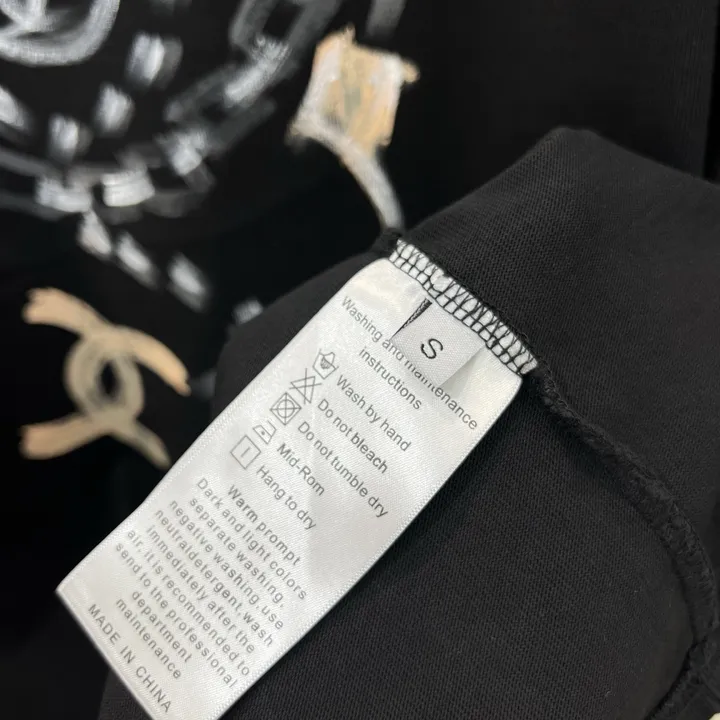 S
Washing and maintenance
instructions
Wash by hand
Do not bleach
Do not tumble dry
Mid-Rom
Hang to dry
Warm prompt
Dark and light colors
separate washing,
negative washing,use
neutraldetergent,wash
immediately after the
air, it is recommended to
send to the professional
department
maintenance
MADE IN CHINA